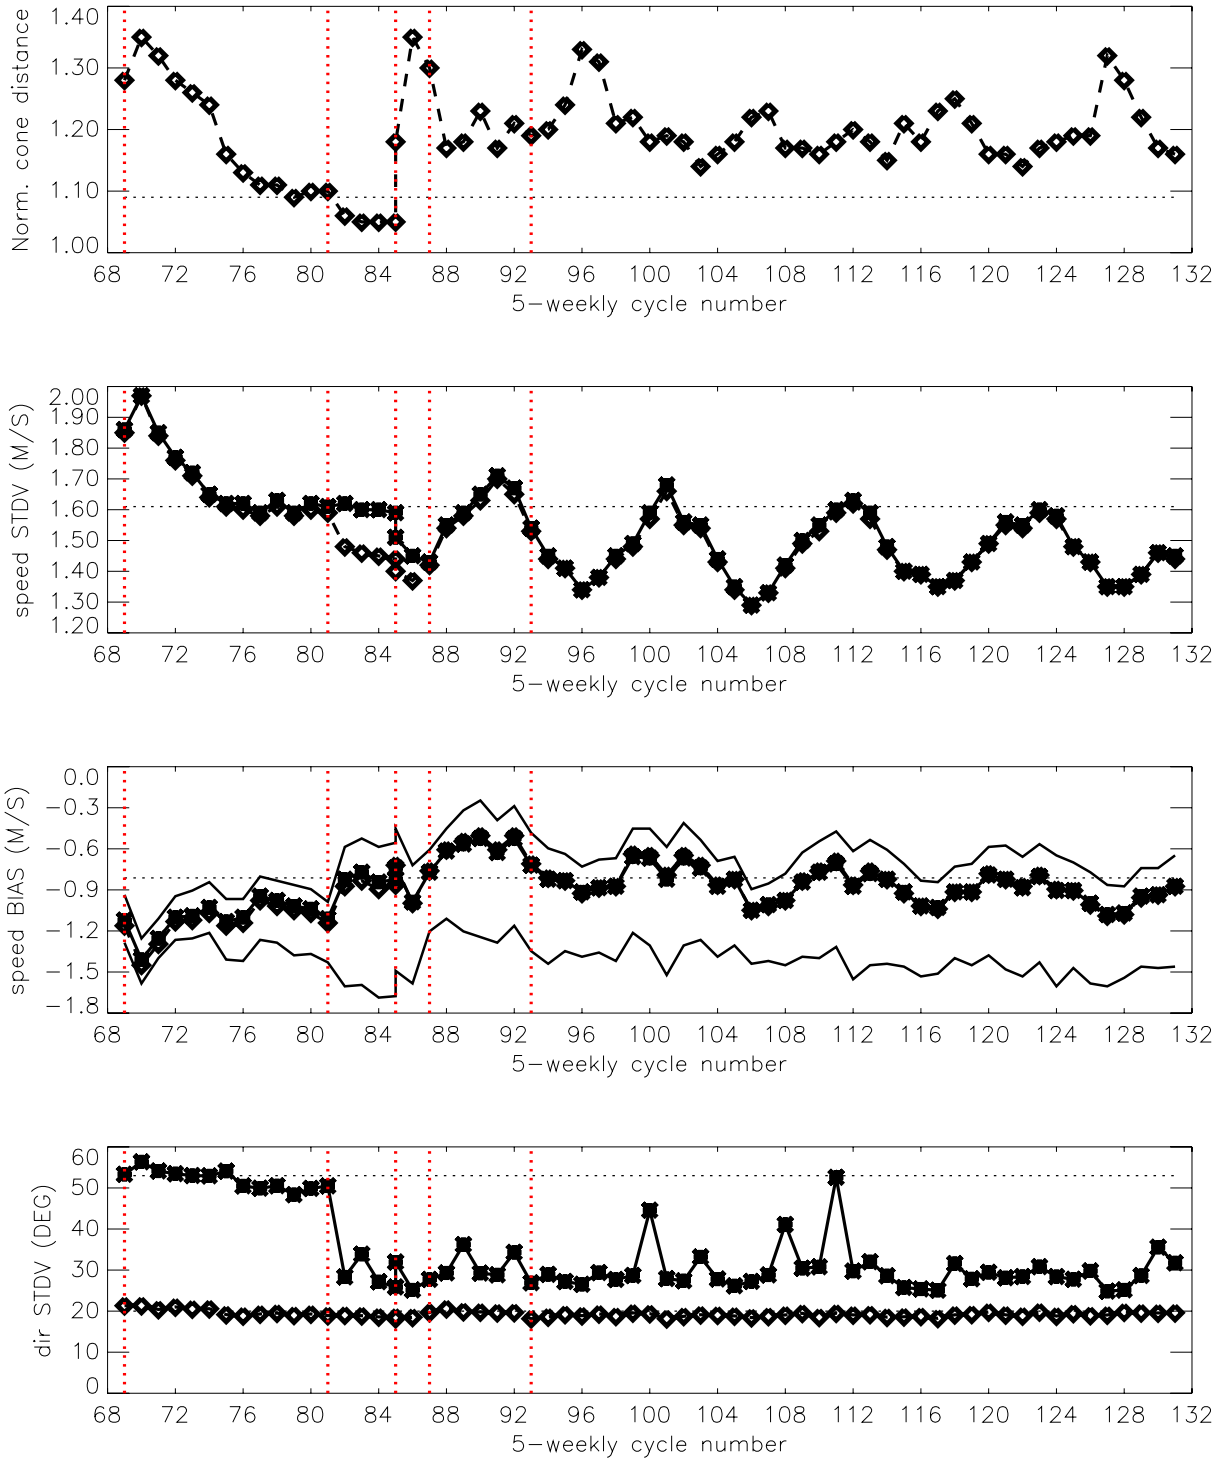 Norm. cone distance
1.40
1.30
1.20
1.10
1.00
68 72 76 80 84 88 92 96 100 104 108 112 116 120 124 128 132
5-weekly cycle number
speed STDV (M/S)
2.00
1.90
1.80
1.70
1.60
1.50
1.40
1.30
1.20
68 72 76 80 84 88 92 96 100 104 108 112 116 120 124 128 132
5-weekly cycle number
speed BIAS (M/S)
0.0
-0.3
-0.6
-0.9
-1.2
-1.5
-1.8
68 72 76 80 84 88 92 96 100 104 108 112 116 120 124 128 132
5-weekly cycle number
dir STDV (DEG)
60
50
40
30
20
10
0
68 72 76 80 84 88 92 96 100 104 108 112 116 120 124 128 132
5-weekly cycle number